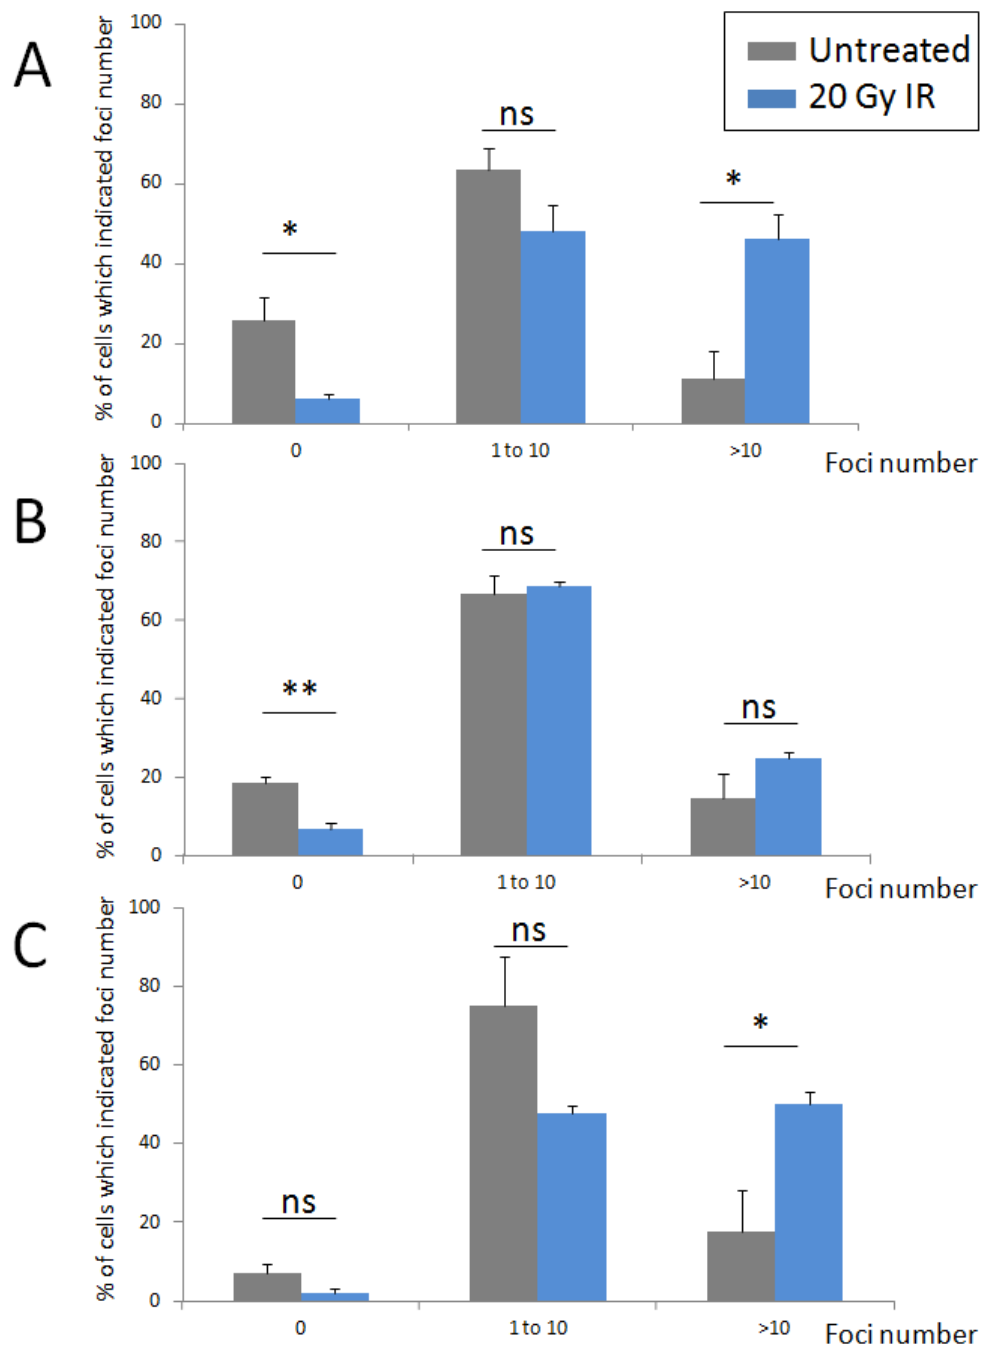 A
% of cells which indicated foci number
100
80
60
40
20
0
Untreated
20 Gy IR
*
ns
*
0
1 to 10
>10
Foci number
B
% of cells which indicated foci number
100
80
60
40
20
0
**
ns
ns
0
1 to 10
>10
Foci number
C
% of cells which indicated foci number
100
80
60
40
20
0
ns
ns
*
0
1 to 10
>10
Foci number